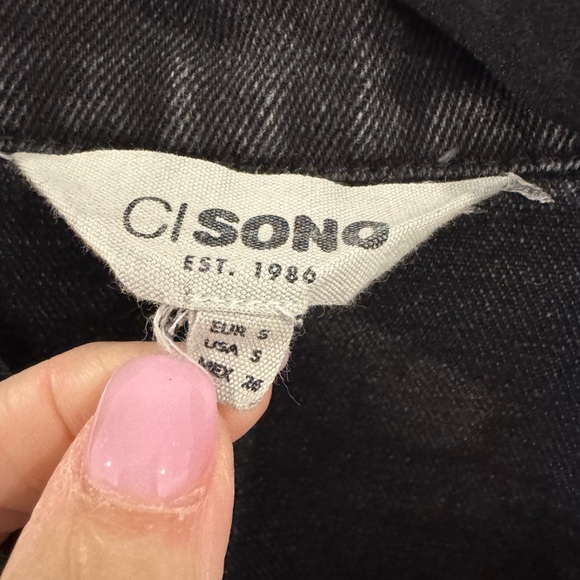 C/SONO
EST. 1986
EUR S
USA S
MEX 26